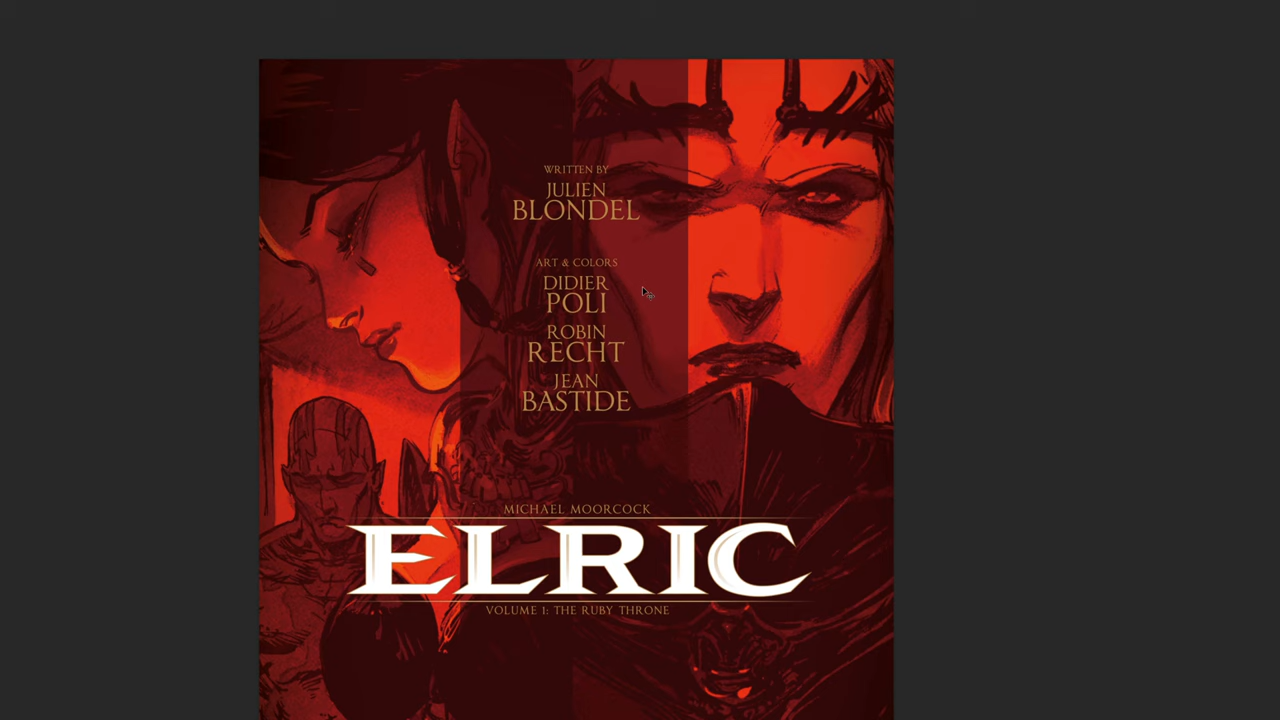 WRITTEN BY
JULIEN
BLONDEL
ART & COLORS
DIDIER
POLI
ROBIN
RECHT
JEAN
BASTIDE
MICHAEL MOORCOCK
ELRIC
VOLUME 1: THE RUBY THRONE